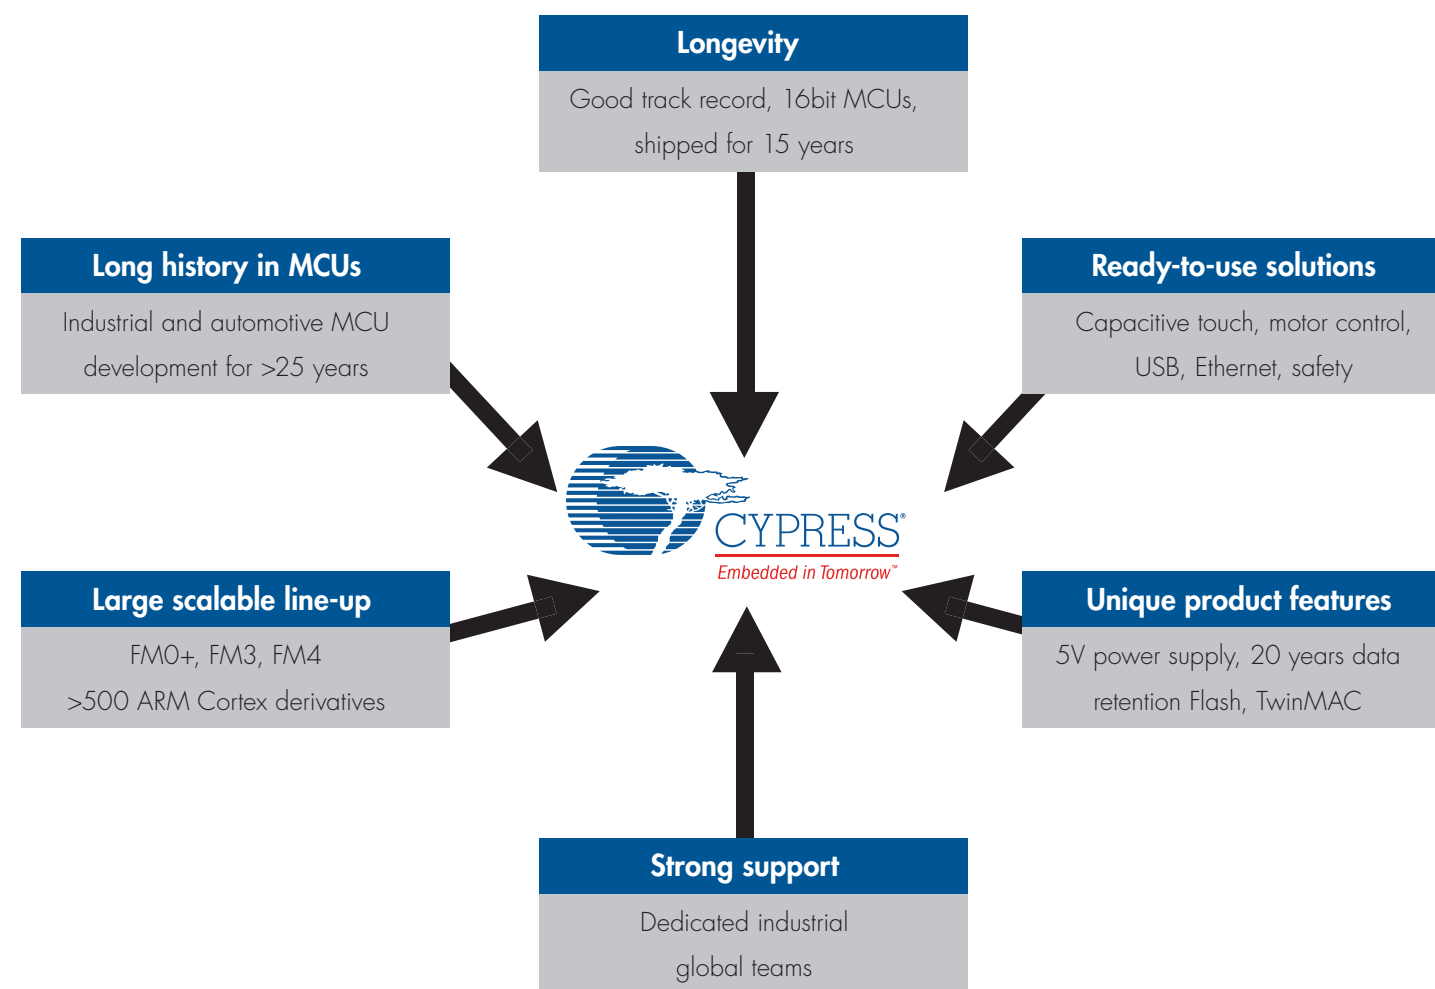 Longevity
Good track record, 16bit MCUs,
shipped for 15 years
Long history in MCUs
Industrial and automotive MCU
development for >25 years
Ready-to-use solutions
Capacitive touch, motor control,
USB, Ethernet, safety
CYPRESS®
Embedded in Tomorrow™
Large scalable line-up
FM0+, FM3, FM4
>500 ARM Cortex derivatives
Unique product features
5V power supply, 20 years data
retention Flash, TwinMAC
Strong support
Dedicated industrial
global teams